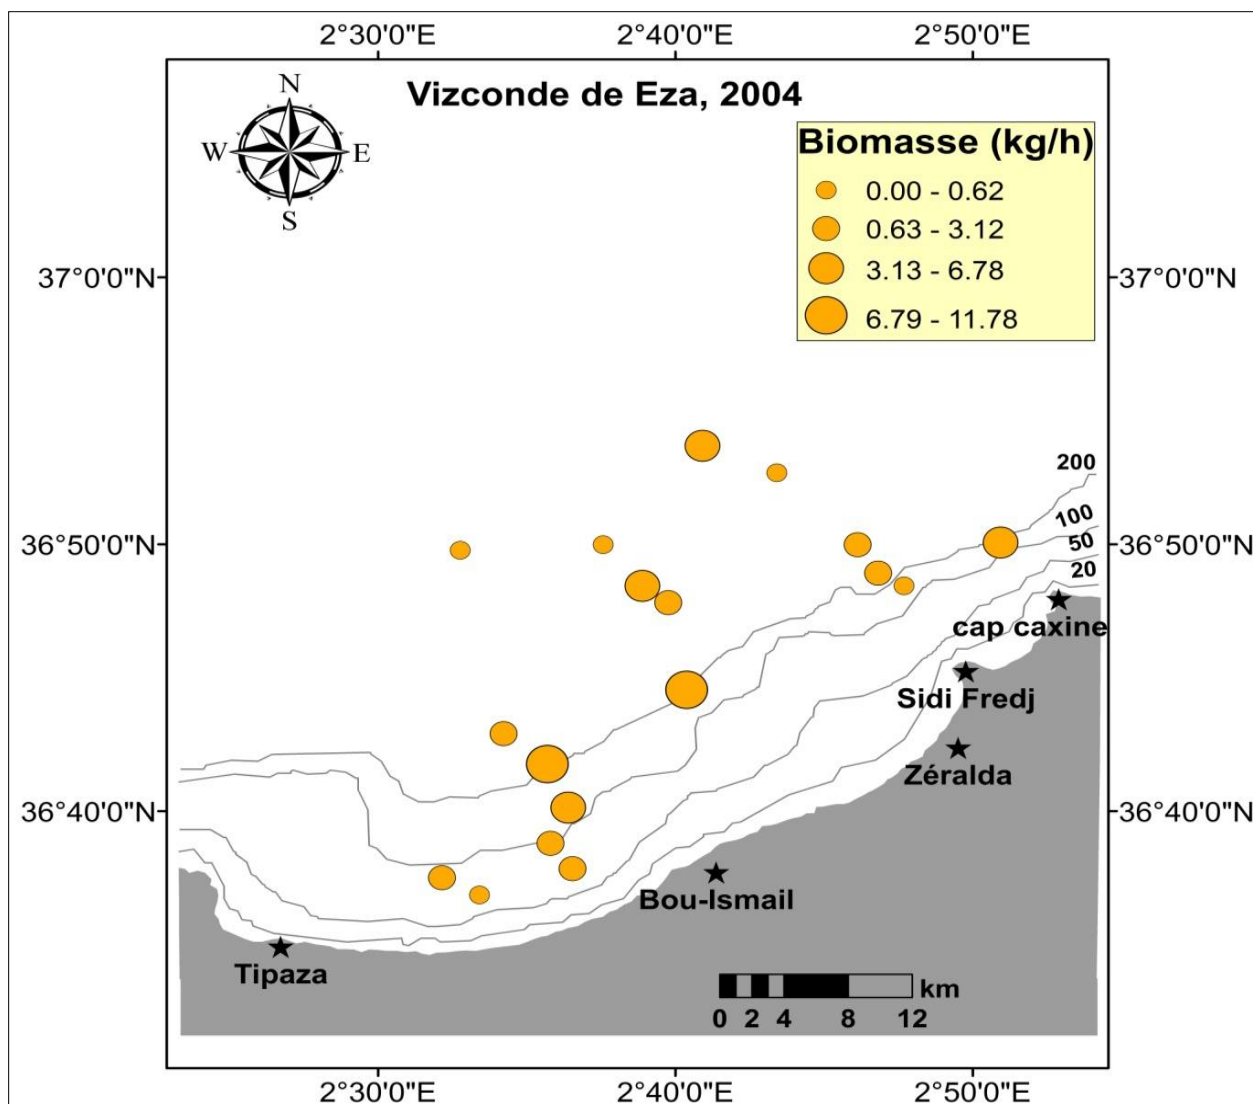 2°30'0"E 2°40'0"E 2°50'0"E
Vizconde de Eza, 2004
N
W E
S
Biomasse (kg/h)
0.00 - 0.62
0.63 - 3.12
3.13 - 6.78
6.79 - 11.78
37°0'0"N 37°0'0"N
200
100
50
20
36°50'0"N 36°50'0"N
cap caxine
Sidi Fredj
Zéralda
36°40'0"N 36°40'0"N
Bou-Ismail
Tipaza
km
0 2 4 8 12
2°30'0"E 2°40'0"E 2°50'0"E